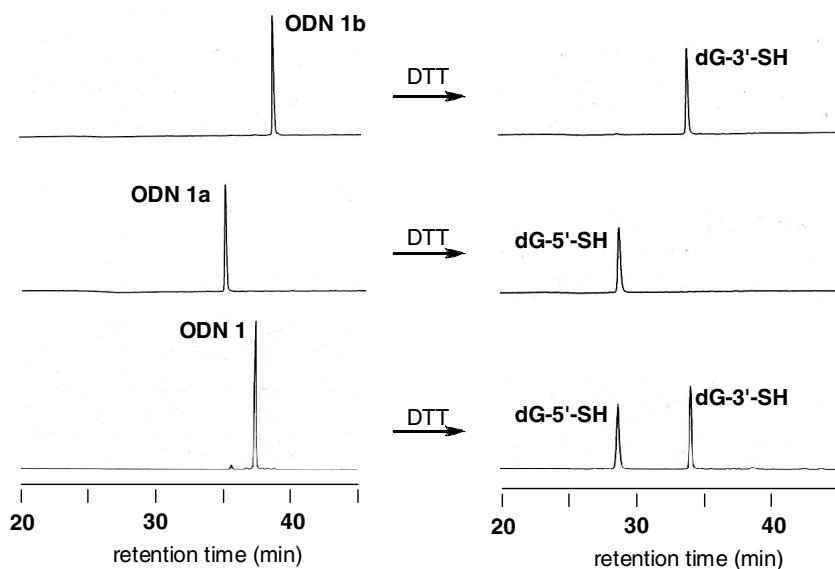 ODN 1b
DTT
dG-3'-SH
ODN 1a
DTT
dG-5'-SH
ODN 1
DTT
dG-5'-SH
dG-3'-SH
20 30 40
20 30 40
retention time (min)
retention time (min)